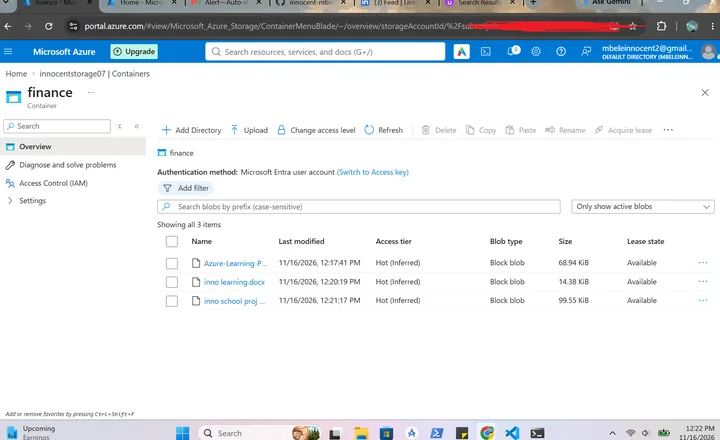 finance - Mic
Home - Micro
Alert—Auto-s
innocent-mbe
(3) Feed | Link
Search Results
Ask Gemini
portal.azure.com/#view/Microsoft_Azure_Storage/ContainerMenuBlade/~/overview/storageAccountId/%2Fsub
Microsoft Azure
Upgrade
Search resources, services, and docs (G+/)
mbeleinnocent2@gmail...
DEFAULT DIRECTORY (MBELEINN...
Home > innocentstorage07 | Containers >
finance ...
Container
Search
Overview
Diagnose and solve problems
Access Control (IAM)
Settings
Add Directory Upload Change access level Refresh Delete Copy Paste Rename Acquire lease ...
finance
Authentication method: Microsoft Entra user account (Switch to Access key)
Add filter
Search blobs by prefix (case-sensitive)
Only show active blobs
Showing all 3 items
Name Last modified Access tier Blob type Size Lease state
Azure-Learning-P... 11/16/2026, 12:17:41 PM Hot (Inferred) Block blob 68.94 KiB Available ...
inno learning.docx 11/16/2026, 12:20:19 PM Hot (Inferred) Block blob 14.38 KiB Available ...
inno school proj ... 11/16/2026, 12:21:17 PM Hot (Inferred) Block blob 99.55 KiB Available ...
Add or remove favorites by pressing Ctrl+Shift+F
Upcoming
Earnings
Search
12:22 PM
11/16/2026